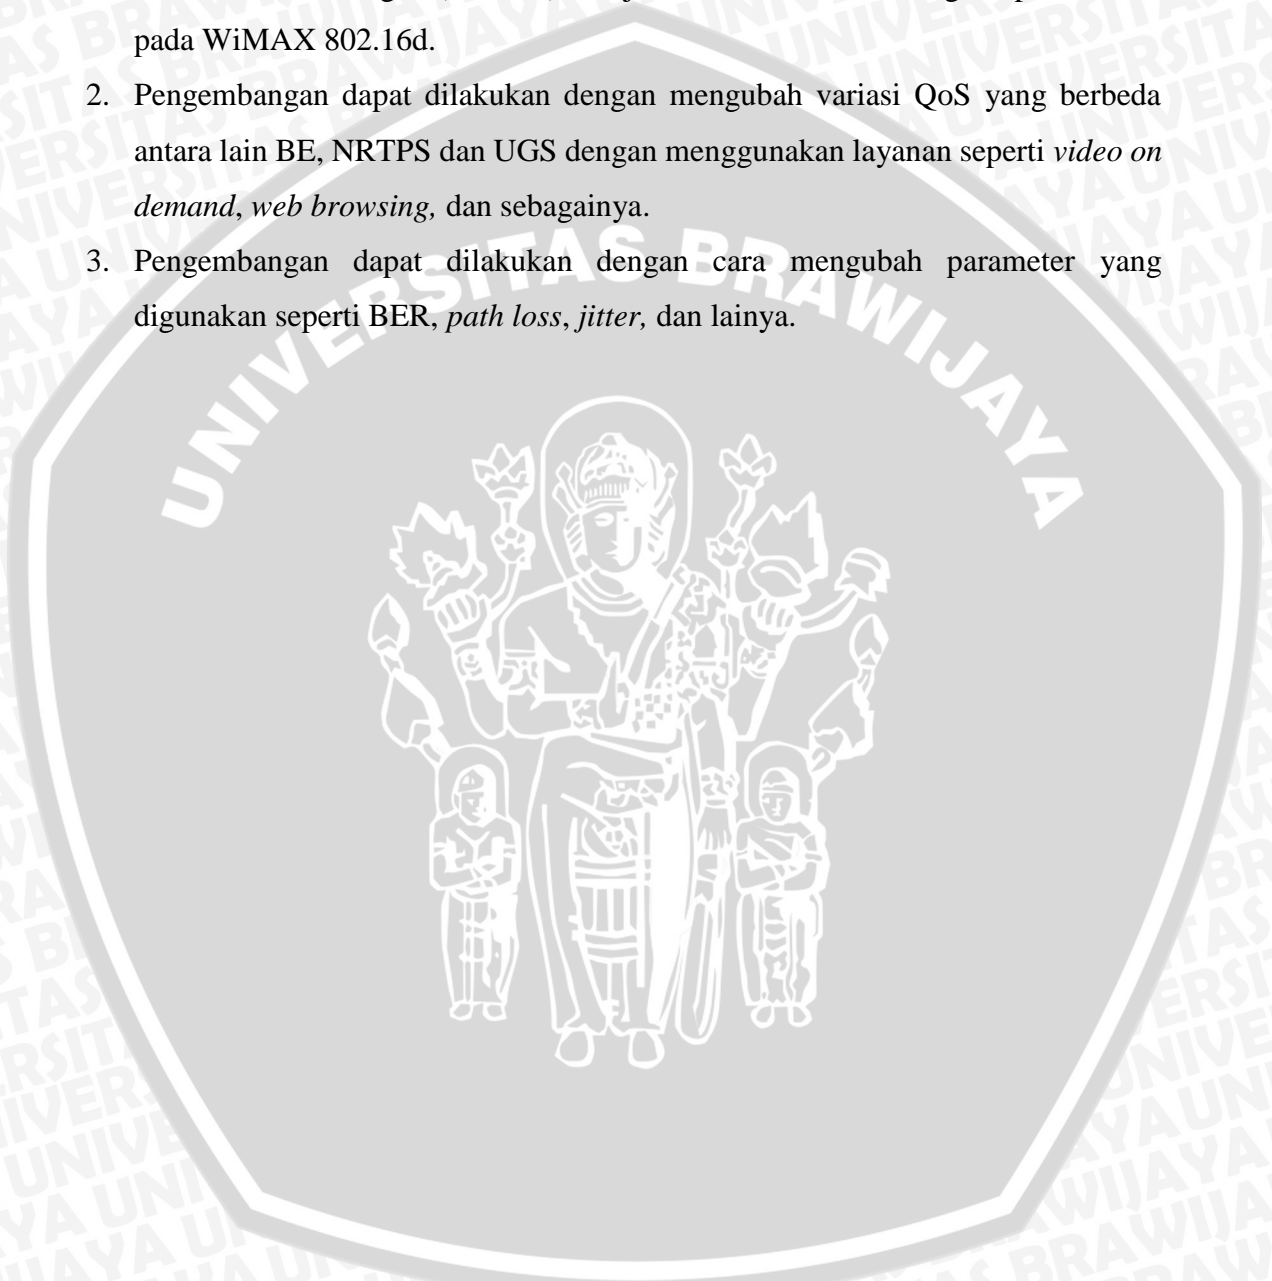 pada WiMAX 802.16d.
2. Pengembangan dapat dilakukan dengan mengubah variasi QoS yang berbeda
antara lain BE, NRTPS dan UGS dengan menggunakan layanan seperti video on
demand, web browsing, dan sebagainya.
3. Pengembangan dapat dilakukan dengan cara mengubah parameter yang
digunakan seperti BER, path loss, jitter, dan lainya.
UNIVERSITAS BRAWIJAYA